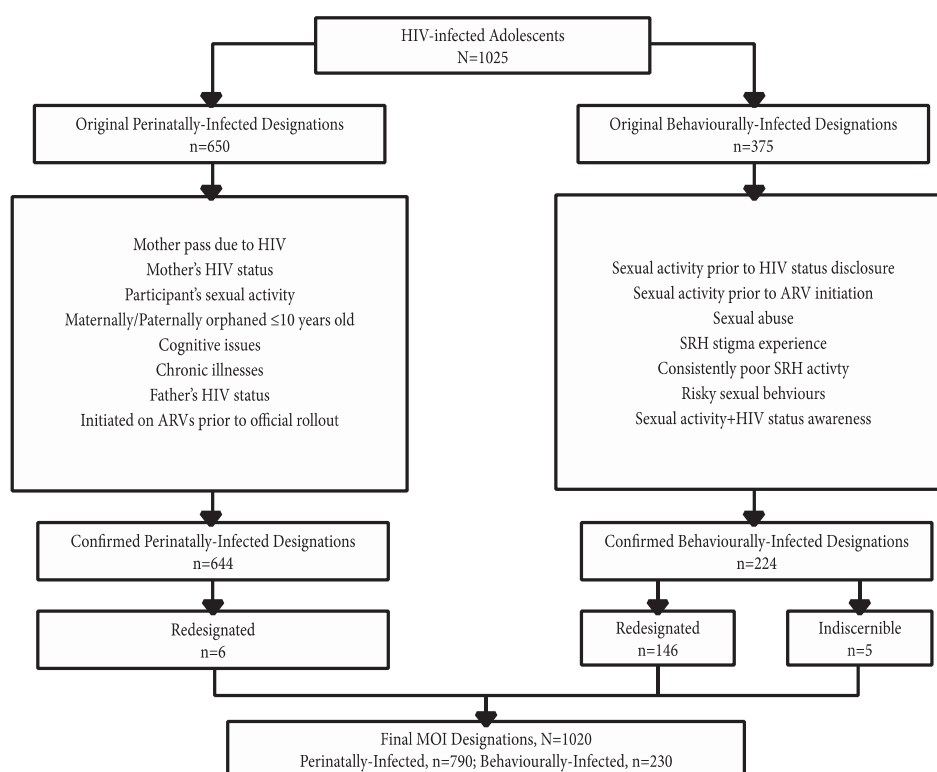 HIV-infected Adolescents
N=1025
Original Perinatally-Infected Designations
n=650
Original Behaviourally-Infected Designations
n=375
Mother pass due to HIV
Mother's HIV status
Participant's sexual activity
Maternally/Paternally orphaned ≤10 years old
Cognitive issues
Chronic illnesses
Father's HIV status
Initiated on ARVs prior to official rollout
Sexual activity prior to HIV status disclosure
Sexual activity prior to ARV initiation
Sexual abuse
SRH stigma experience
Consistently poor SRH activty
Risky sexual behviours
Sexual activity+HIV status awareness
Confirmed Perinatally-Infected Designations
n=644
Confirmed Behaviourally-Infected Designations
n=224
Redesignated
n=6
Redesignated
n=146
Indiscernible
n=5
Final MOI Designations, N=1020
Perinatally-Infected, n=790; Behaviourally-Infected, n=230